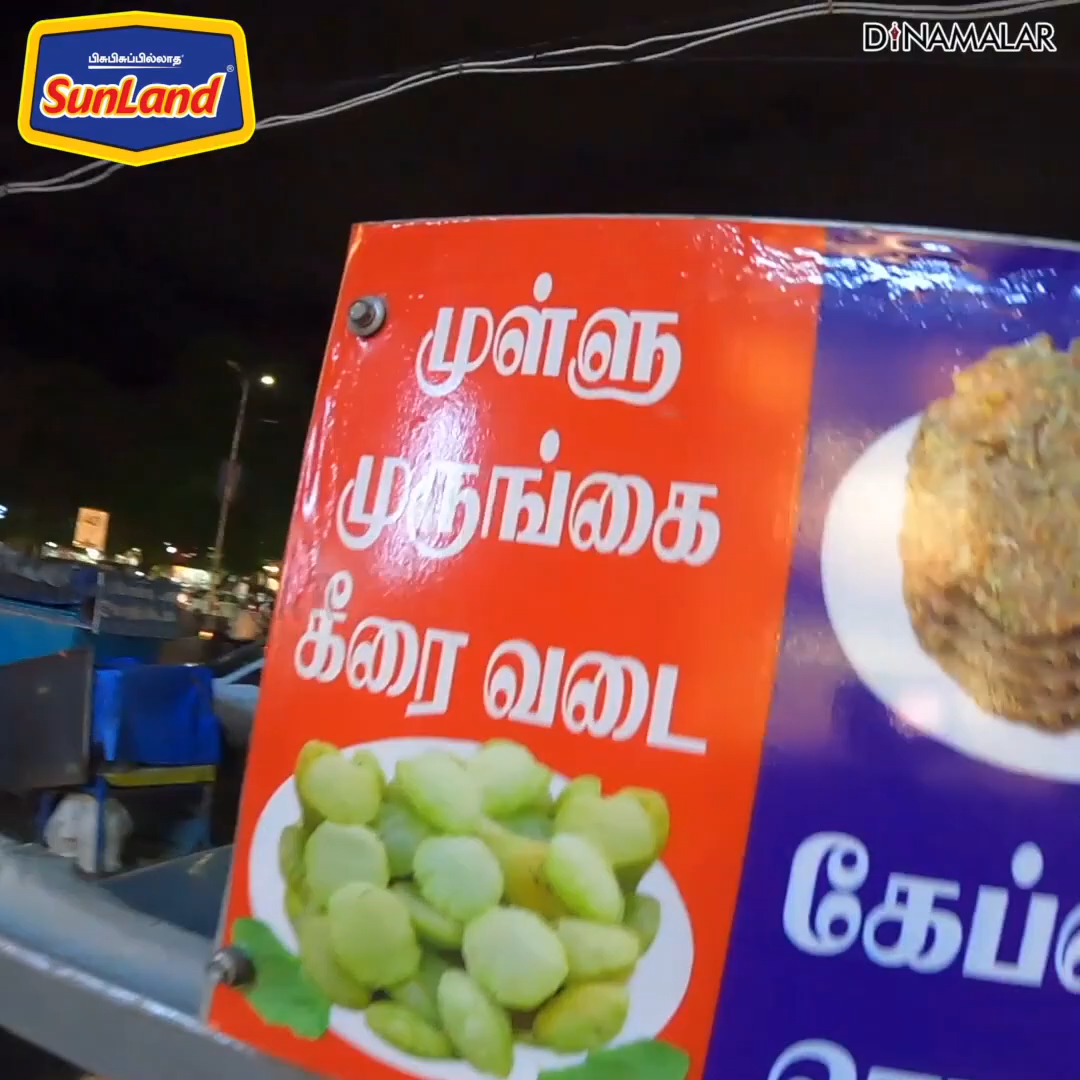 பிசுபிசுப்பில்லாத
SunLand
DINAMALAR
முள்ளு
முருங்கை
கீரை வடை